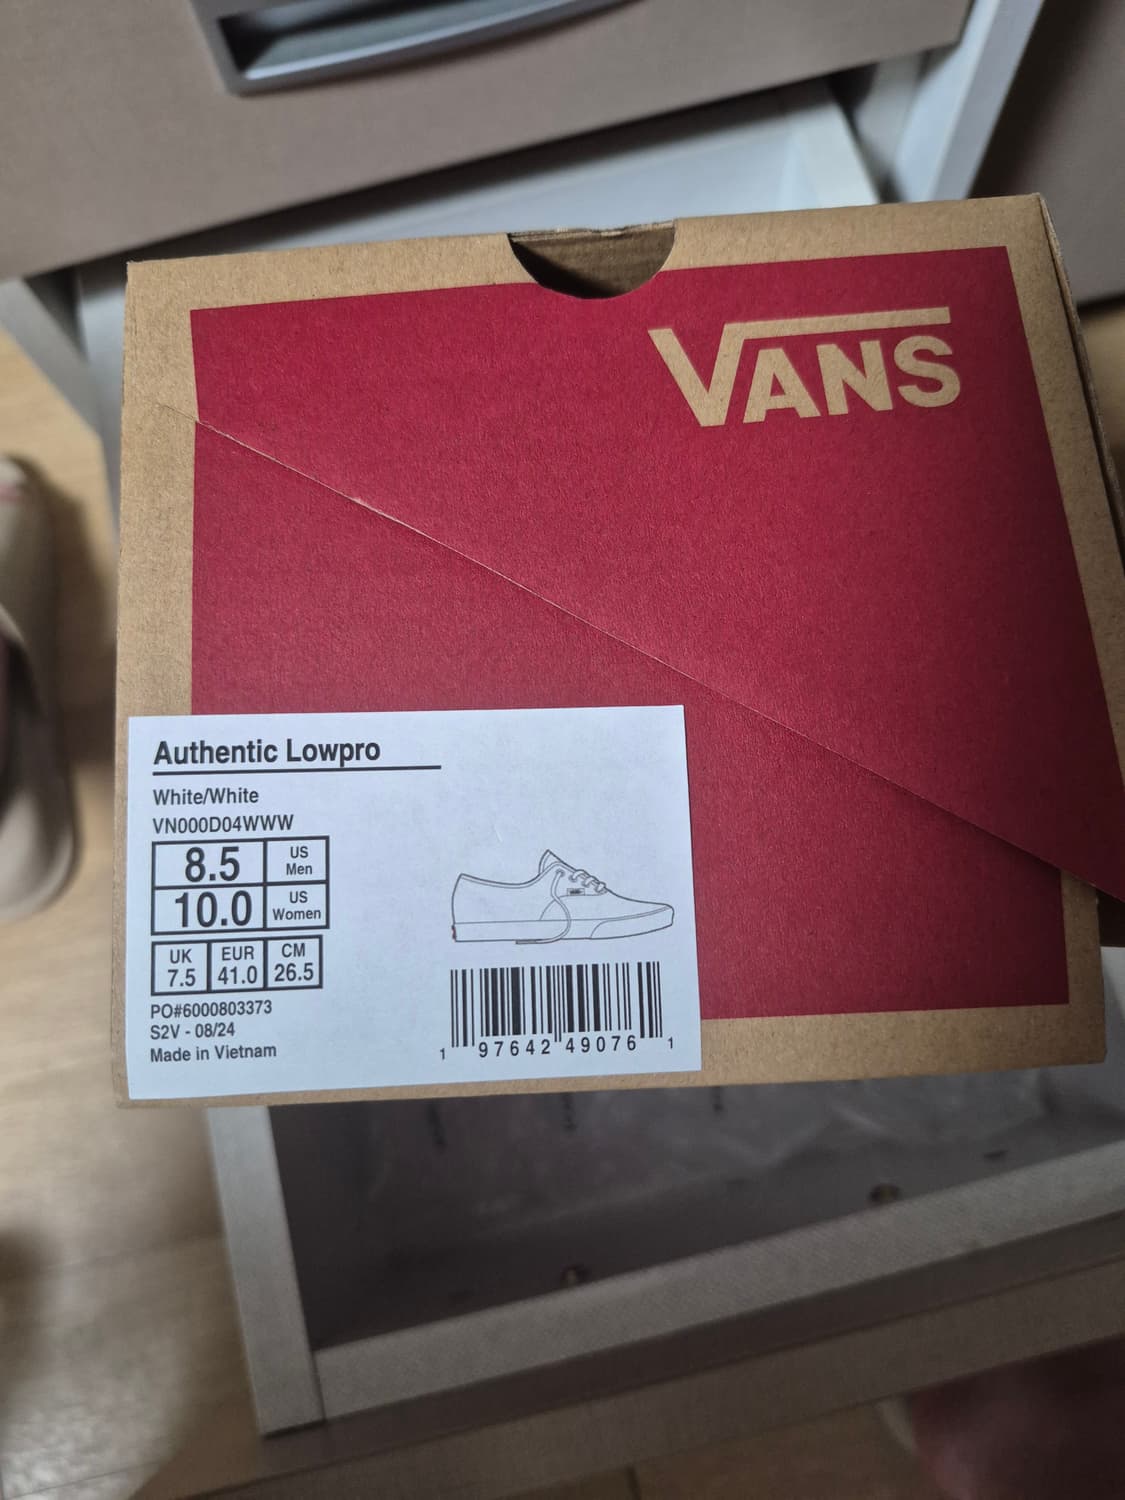 VANS
Authentic Lowpro
White/White
VN000D04WWW
8.5 US Men
10.0 US Women
UK 7.5 EUR 41.0 CM 26.5
PO#6000803373
S2V - 08/24
Made in Vietnam
1 97642 49076 1